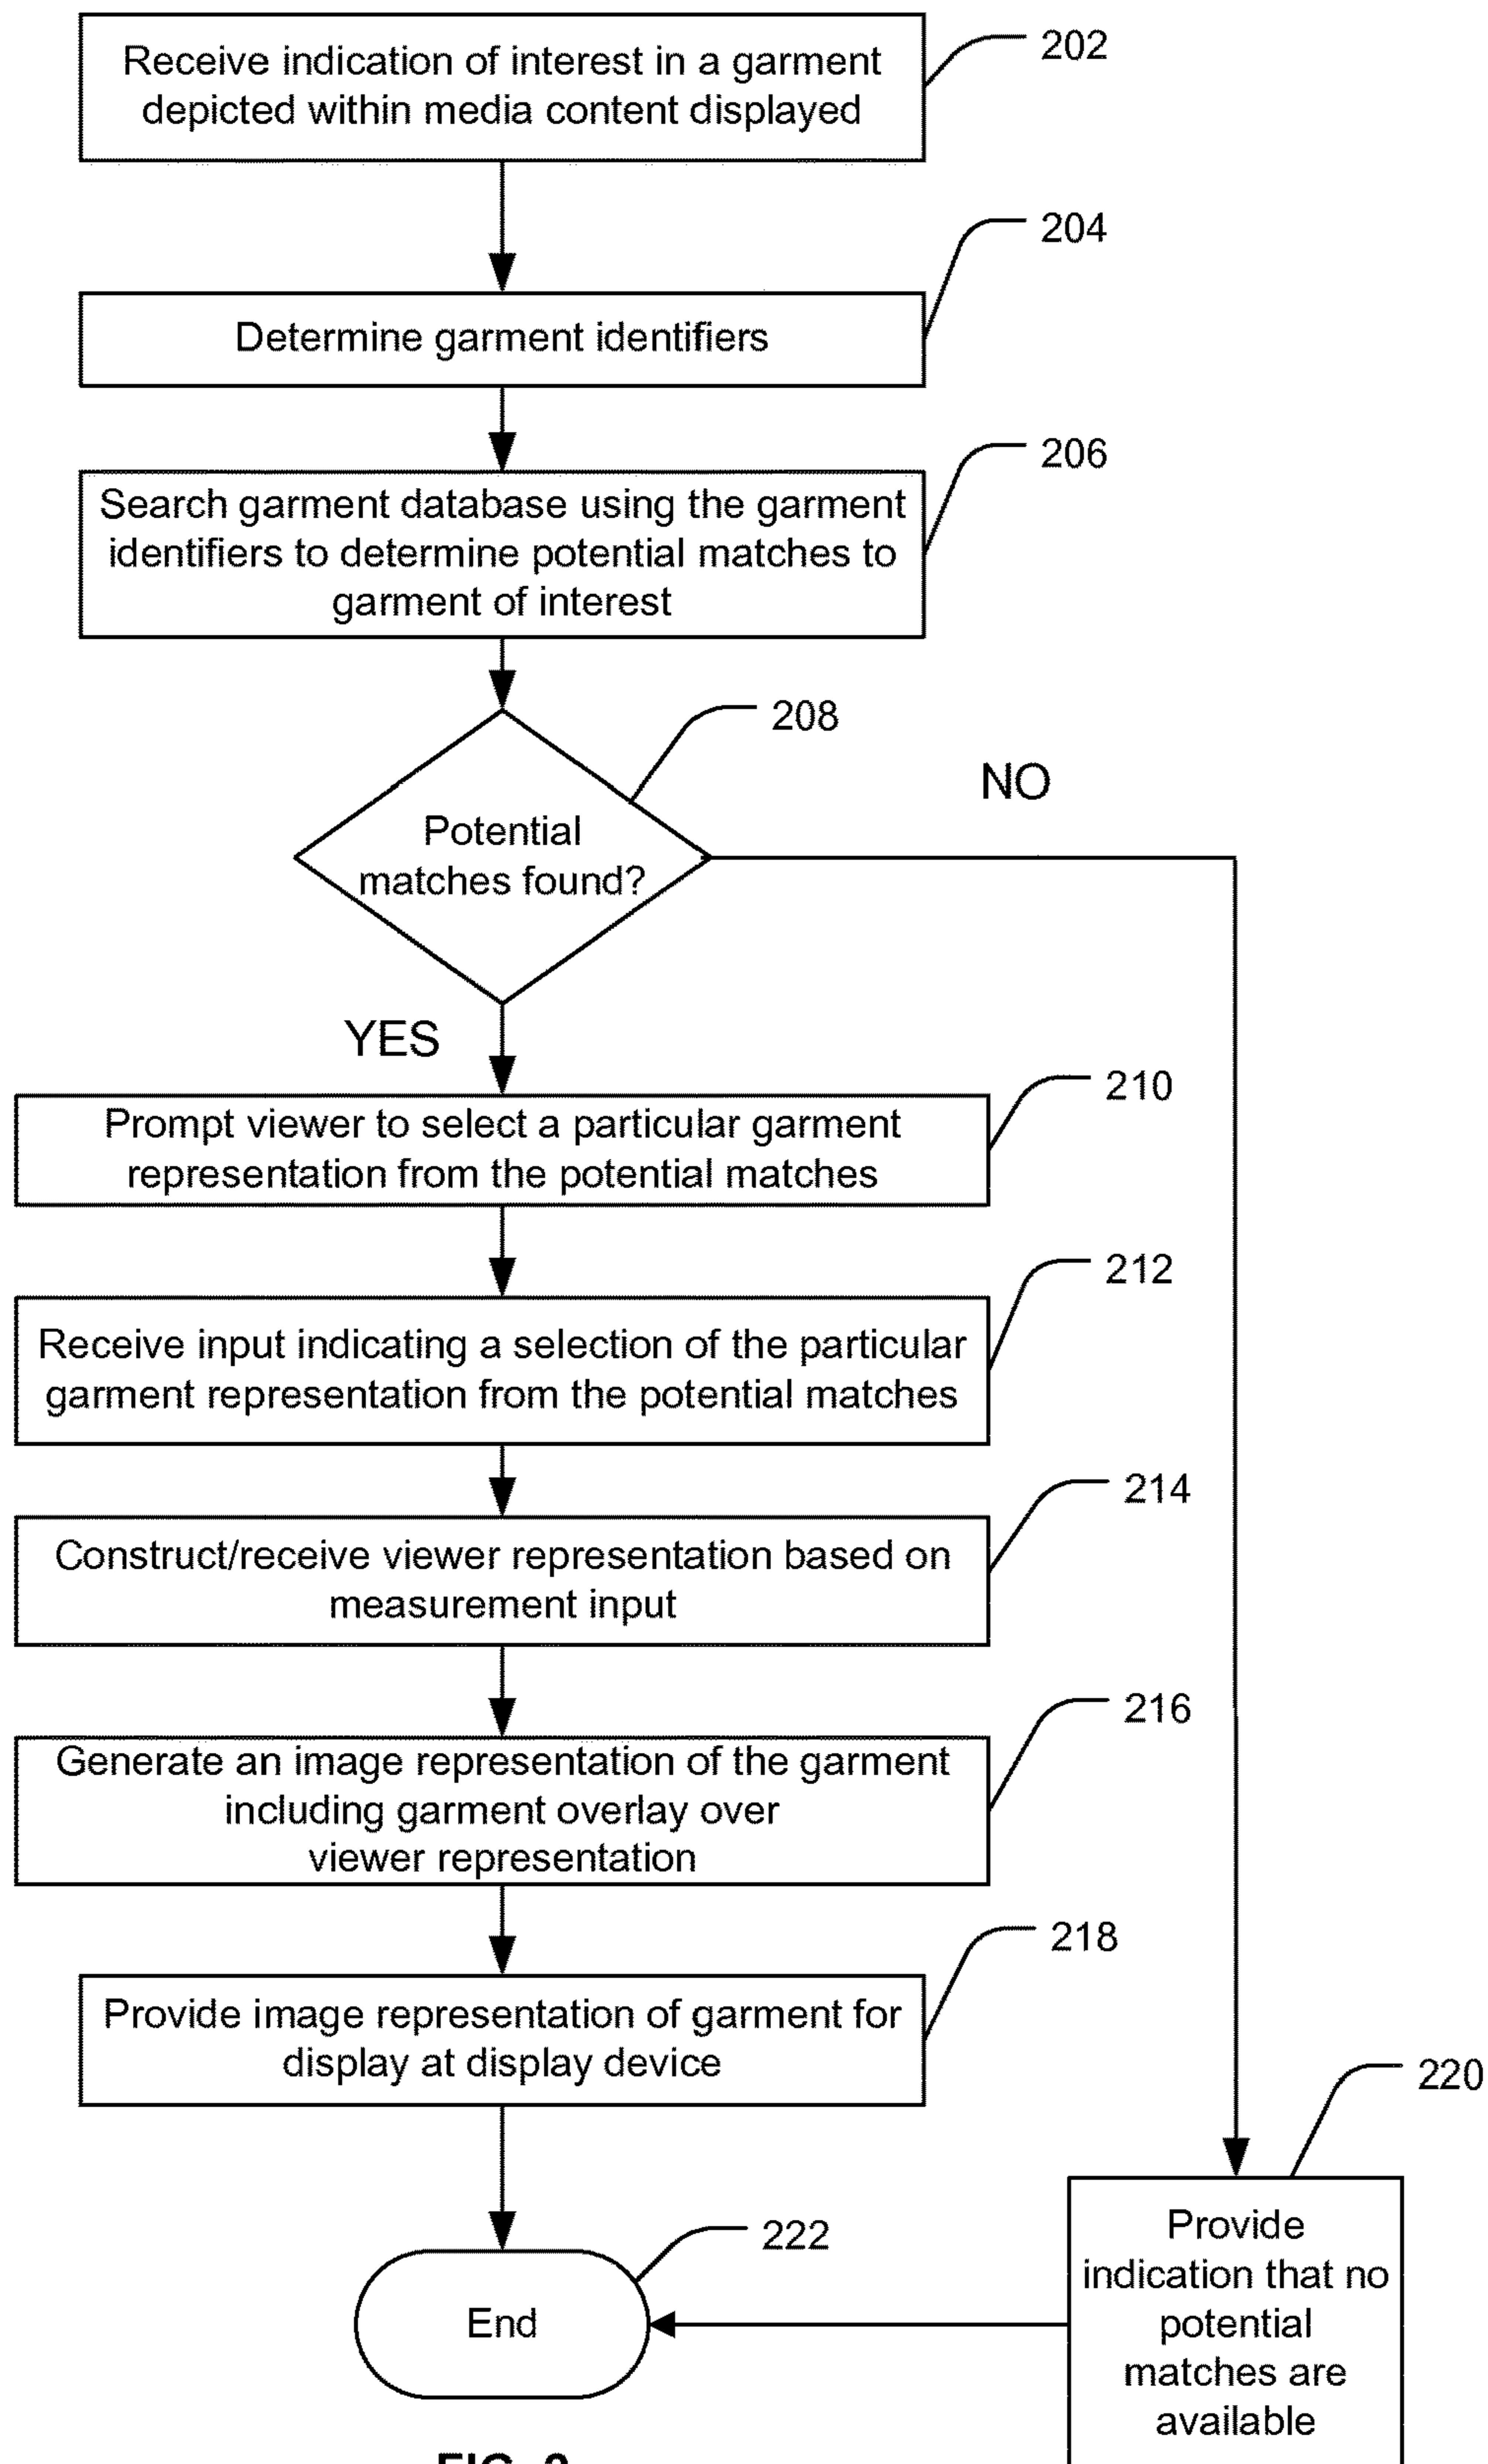 Receive indication of interest in a garment
depicted within media content displayed
202
204
Determine garment identifiers
206
Search garment database using the garment
identifiers to determine potential matches to
garment of interest
208
NO
Potential
matches found?
YES
210
Prompt viewer to select a particular garment
representation from the potential matches
212
Receive input indicating a selection of the particular
garment representation from the potential matches
214
Construct/receive viewer representation based on
measurement input
216
Generate an image representation of the garment
including garment overlay over
viewer representation
218
Provide image representation of garment for
display at display device
220
222
End
Provide
indication that no
potential
matches are
available